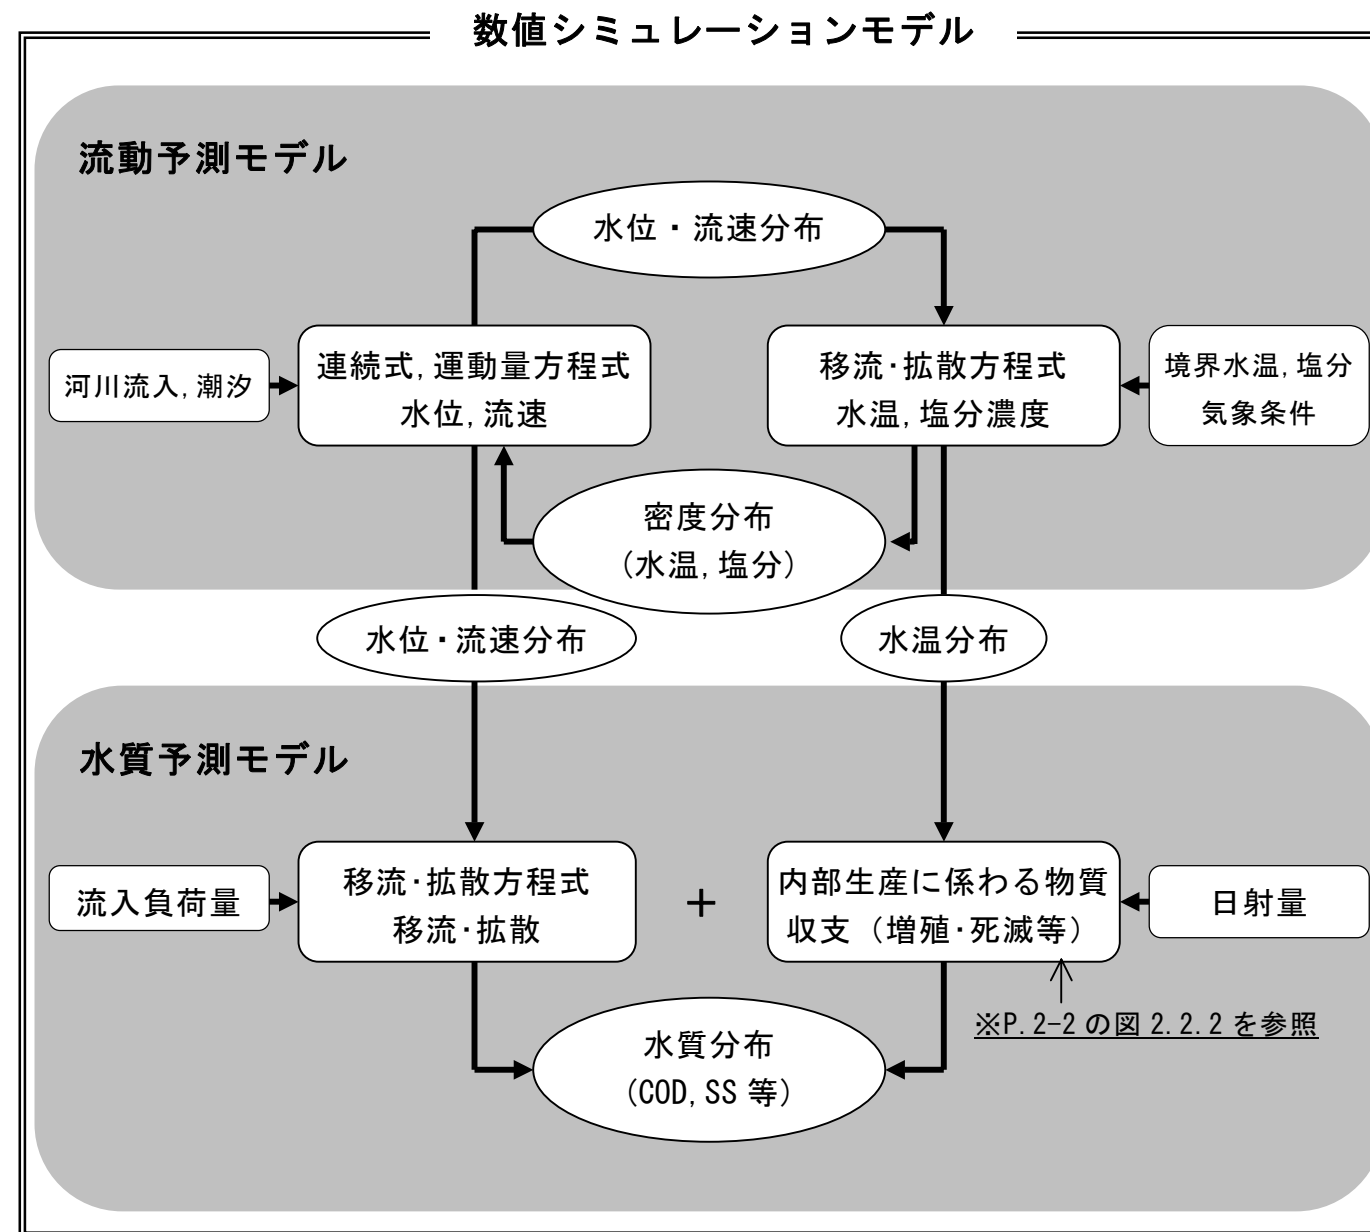 数値シミュレーションモデル
流動予測モデル
水位・流速分布
河川流入,潮汐
連続式,運動量方程式
水位,流速
移流・拡散方程式
水温,塩分濃度
境界水温,塩分
気象条件
密度分布
(水温,塩分)
水位・流速分布
水温分布
水質予測モデル
流入負荷量
移流・拡散方程式
移流・拡散
+
内部生産に係わる物質
収支(増殖・死滅等)
日射量
※P.2-2 の図 2.2.2 を参照
水質分布
(COD,SS 等)